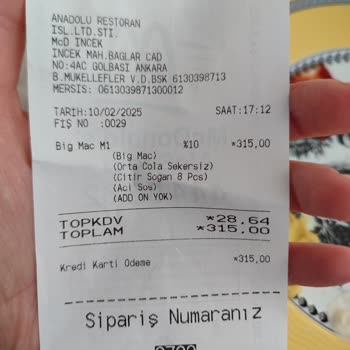 ANADOLU RESTORAN
ISL.LTD.STI.
McD INCEK
INCEK MAH.BAGLAR CAD
NO:4AC GOLBASI ANKARA
B.MUKELLEFLER V.D.BSK 6130398713
MERSIS: 0613039871300012
TARİH:10/02/2025 SAAT:17:12
FİŞ NO :0029
Big Mac M1 %10 *315,00
(Big Mac)
(Orta Cola Sekersiz)
(Citir Sogan 8 Pcs)
(Aci Sos)
(ADD ON YOK)
TOPKDV *28.64
TOPLAM *315.00
Kredi Karti Odeme *315,00
Sipariş Numaranız